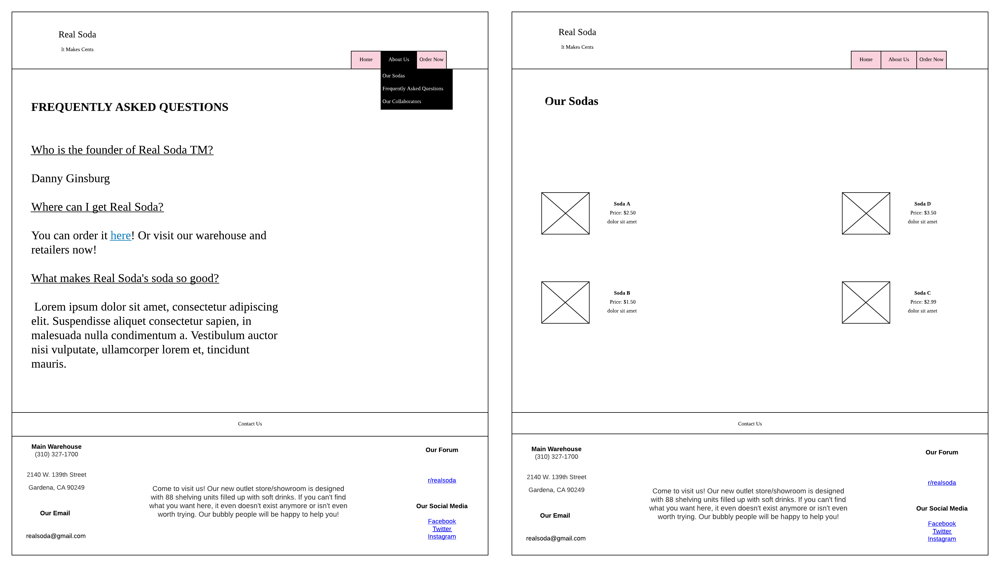 Real Soda
It Makes Cents
Home
About Us
Order Now
Our Sodas
Frequently Asked Questions
Our Collaborators
FREQUENTLY ASKED QUESTIONS
Who is the founder of Real Soda TM?
Danny Ginsburg
Where can I get Real Soda?
You can order it here! Or visit our warehouse and
retailers now!
What makes Real Soda's soda so good?
Lorem ipsum dolor sit amet, consectetur adipiscing
elit. Suspendisse aliquet consectetur sapien, in
malesuada nulla condimentum a. Vestibulum auctor
nisi vulputate, ullamcorper lorem et, tincidunt
mauris.
Contact Us
Main Warehouse
(310) 327-1700
2140 W. 139th Street
Gardena, CA 90249
Our Email
realsoda@gmail.com
Come to visit us! Our new outlet store/showroom is designed
with 88 shelving units filled up with soft drinks. If you can't find
what you want here, it even doesn't exist anymore or isn't even
worth trying. Our bubbly people will be happy to help you!
Our Forum
r/realsoda
Our Social Media
Facebook
Twitter
Instagram
Real Soda
It Makes Cents
Home
About Us
Order Now
Our Sodas
Soda A
Price: $2.50
dolor sit amet
Soda D
Price: $3.50
dolor sit amet
Soda B
Price: $1.50
dolor sit amet
Soda C
Price: $2.99
dolor sit amet
Contact Us
Main Warehouse
(310) 327-1700
2140 W. 139th Street
Gardena, CA 90249
Our Email
realsoda@gmail.com
Come to visit us! Our new outlet store/showroom is designed
with 88 shelving units filled up with soft drinks. If you can't find
what you want here, it even doesn't exist anymore or isn't even
worth trying. Our bubbly people will be happy to help you!
Our Forum
r/realsoda
Our Social Media
Facebook
Twitter
Instagram